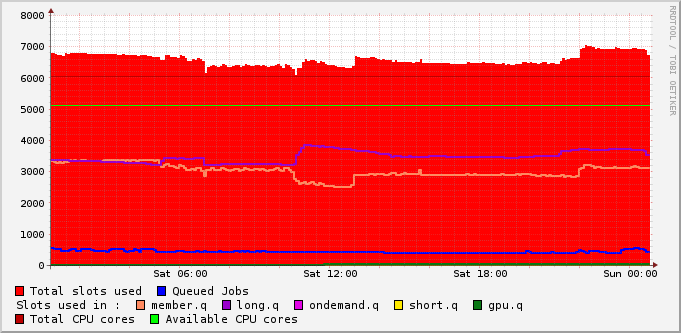 8000
7000
6000
5000
4000
3000
2000
1000
0
Sat 06:00 Sat 12:00 Sat 18:00 Sun 00:00
RRDTOOL / TOBI OETIKER
Total slots used Queued Jobs
Slots used in : member.q long.q ondemand.q short.q gpu.q
Total CPU cores Available CPU cores